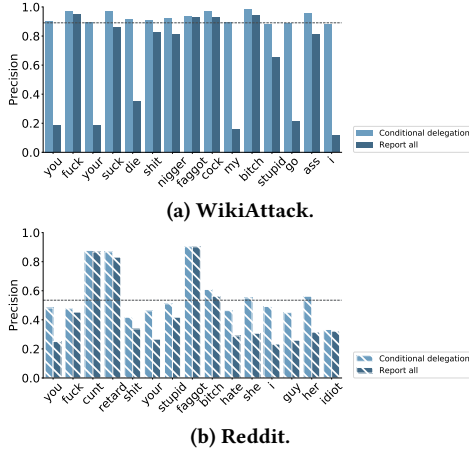 1.0
0.8
0.6
0.4
0.2
0.0
Precision
you fuck your suck die shit nigger faggot cock my bitch stupid go ass i
Conditional delegation
Report all
(a) WikiAttack.
1.0
0.8
0.6
0.4
0.2
0.0
Precision
you fuck cunt retard shit your stupid faggot bitch hate she i guy her idiot
Conditional delegation
Report all
(b) Reddit.